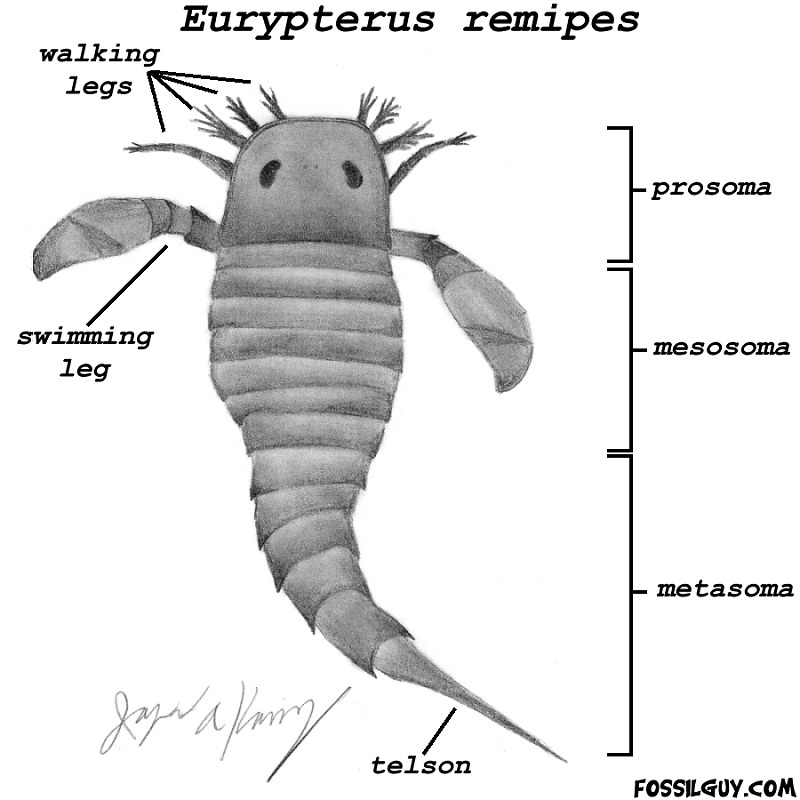 Eurypterus remipes
walking
legs
prosoma
swimming
leg
mesosoma
metasoma
telson
FOSSILGUY.COM